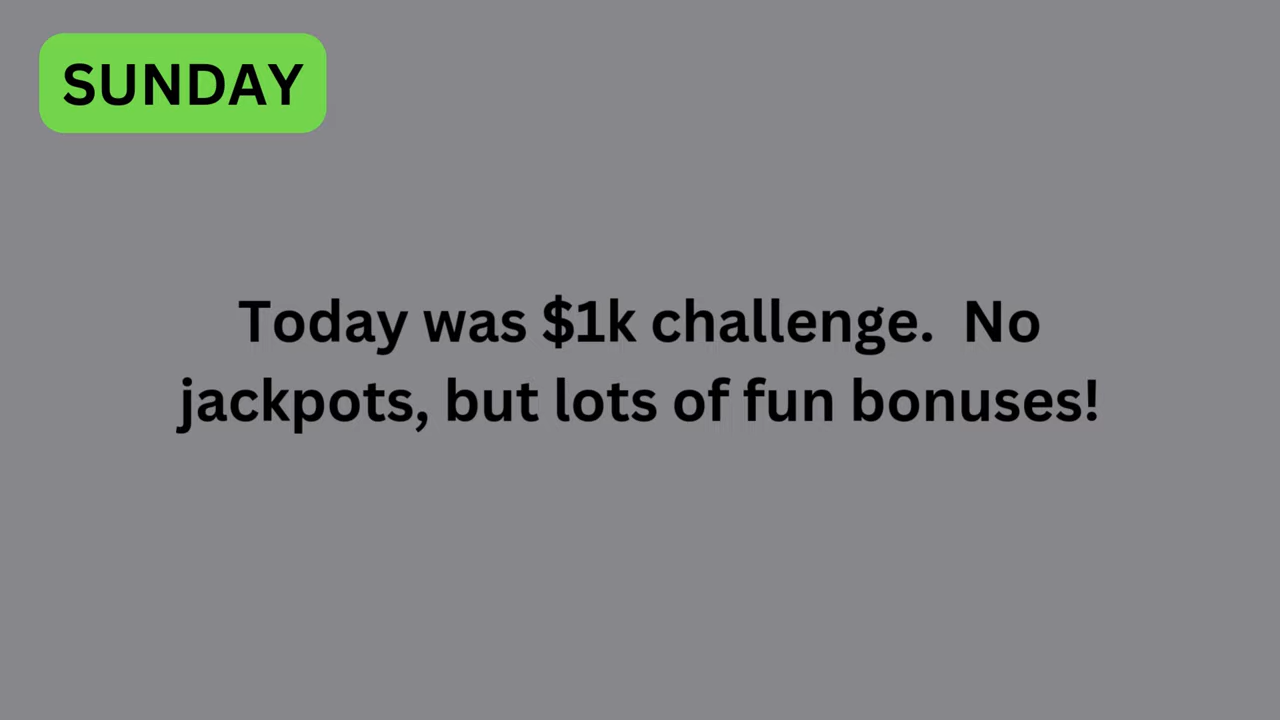 SUNDAY
Today was $1k challenge.  No
jackpots, but lots of fun bonuses!